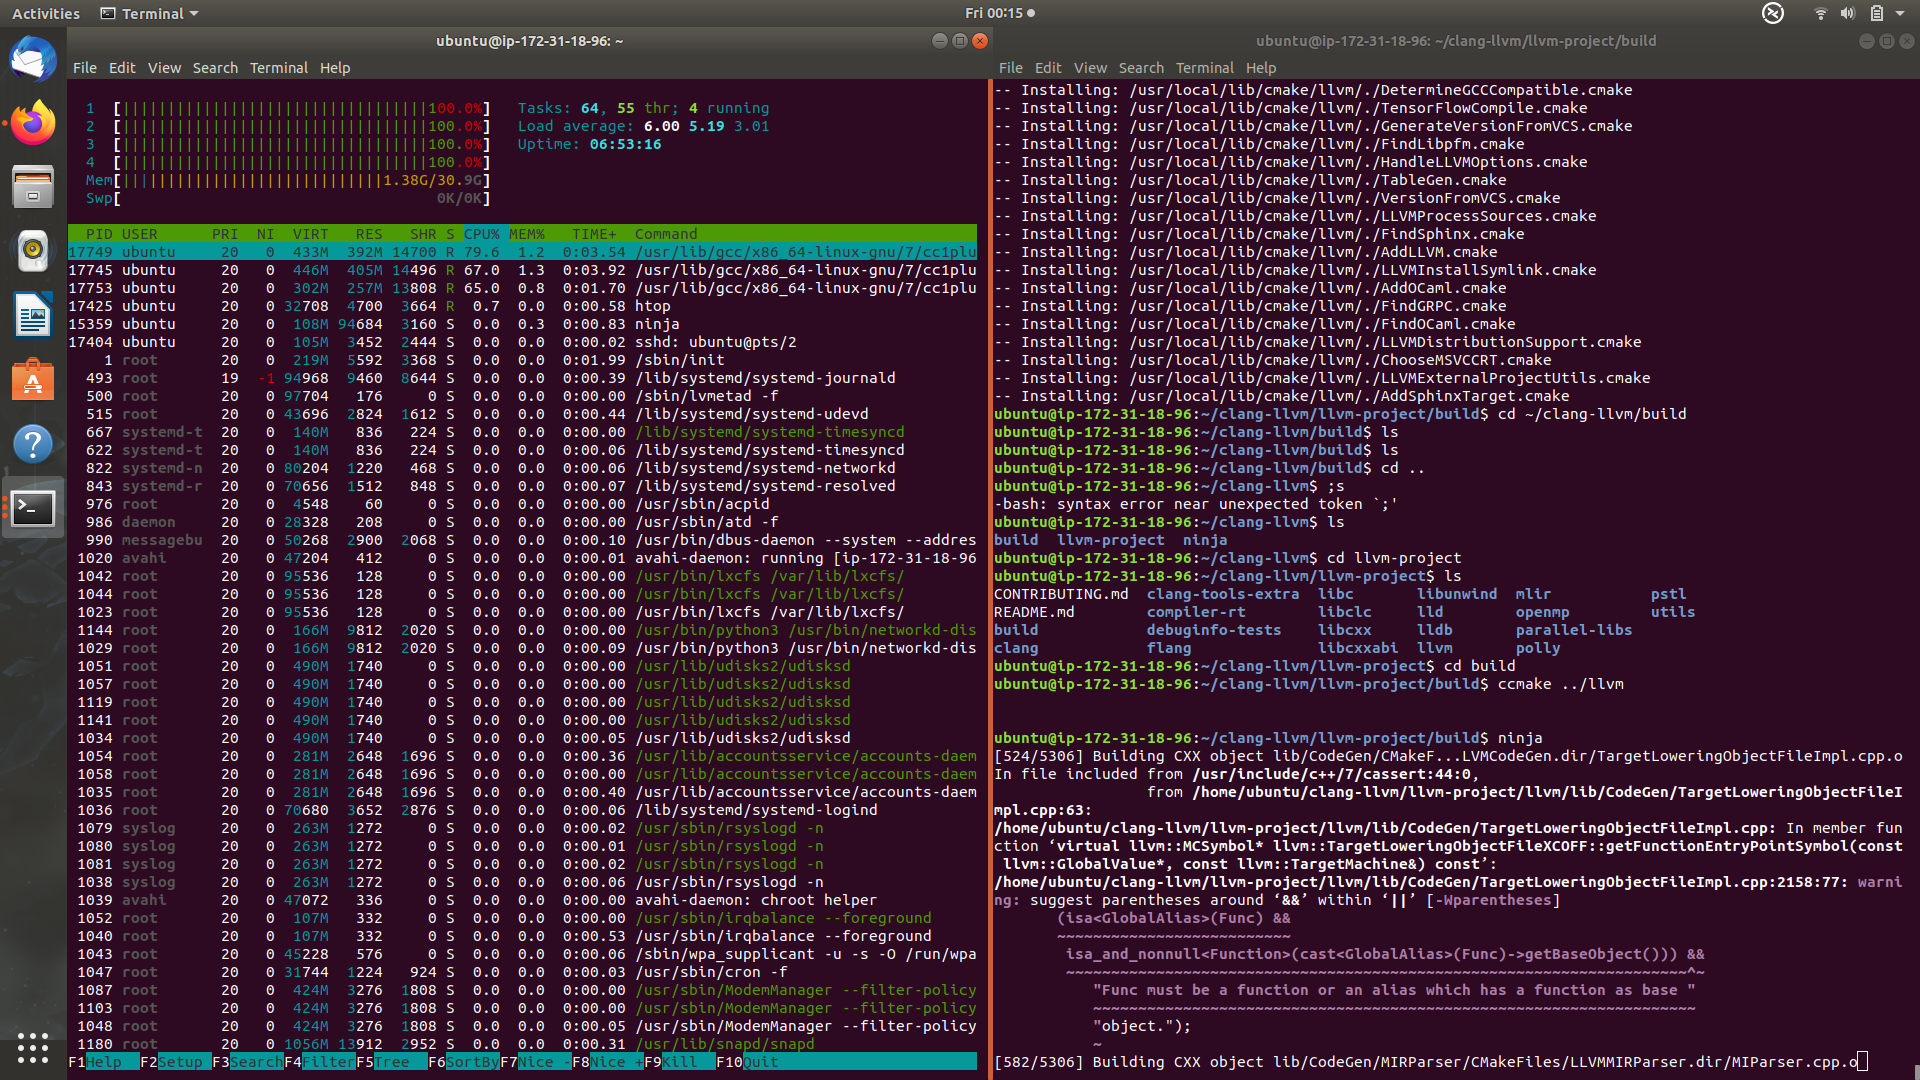 Activities Terminal Fri 00:15
ubuntu@ip-172-31-18-96: ~
File Edit View Search Terminal Help
1 [||||||||||||||||||||||||||||||||||100.0%] Tasks: 64, 55 thr; 4 running
2 [||||||||||||||||||||||||||||||||||100.0%] Load average: 6.00 5.19 3.01
3 [||||||||||||||||||||||||||||||||||100.0%] Uptime: 06:53:16
4 [||||||||||||||||||||||||||||||||||100.0%]
Mem[|||||||||||||||||||||||||||||1.38G/30.9G]
Swp[ 0K/0K]
PID USER PRI NI VIRT RES SHR S CPU% MEM% TIME+ Command
17749 ubuntu 20 0 433M 392M 14700 R 79.6 1.2 0:03.54 /usr/lib/gcc/x86_64-linux-gnu/7/cc1plu
17745 ubuntu 20 0 446M 405M 14496 R 67.0 1.3 0:03.92 /usr/lib/gcc/x86_64-linux-gnu/7/cc1plu
17753 ubuntu 20 0 302M 257M 13808 R 65.0 0.8 0:01.70 /usr/lib/gcc/x86_64-linux-gnu/7/cc1plu
17425 ubuntu 20 0 32708 4700 3664 R 0.7 0.0 0:00.58 htop
15359 ubuntu 20 0 108M 94684 3160 S 0.0 0.3 0:00.83 ninja
17404 ubuntu 20 0 105M 3452 2444 S 0.0 0.0 0:00.02 sshd: ubuntu@pts/2
1 root 20 0 219M 5592 3368 S 0.0 0.0 0:01.99 /sbin/init
493 root 19 -1 94968 9460 8644 S 0.0 0.0 0:00.39 /lib/systemd/systemd-journald
500 root 20 0 97704 176 0 S 0.0 0.0 0:00.00 /sbin/lvmetad -f
515 root 20 0 43696 2824 1612 S 0.0 0.0 0:00.44 /lib/systemd/systemd-udevd
667 systemd-t 20 0 140M 836 224 S 0.0 0.0 0:00.00 /lib/systemd/systemd-timesyncd
622 systemd-t 20 0 140M 836 224 S 0.0 0.0 0:00.06 /lib/systemd/systemd-timesyncd
822 systemd-n 20 0 80204 1220 468 S 0.0 0.0 0:00.06 /lib/systemd/systemd-networkd
843 systemd-r 20 0 70656 1512 848 S 0.0 0.0 0:00.07 /lib/systemd/systemd-resolved
976 root 20 0 4548 60 0 S 0.0 0.0 0:00.00 /usr/sbin/acpid
986 daemon 20 0 28328 208 0 S 0.0 0.0 0:00.00 /usr/sbin/atd -f
990 messagebu 20 0 50268 2900 2068 S 0.0 0.0 0:00.10 /usr/bin/dbus-daemon --system --addres
1020 avahi 20 0 47204 412 0 S 0.0 0.0 0:00.01 avahi-daemon: running [ip-172-31-18-96
1042 root 20 0 95536 128 0 S 0.0 0.0 0:00.00 /usr/bin/lxcfs /var/lib/lxcfs/
1044 root 20 0 95536 128 0 S 0.0 0.0 0:00.00 /usr/bin/lxcfs /var/lib/lxcfs/
1023 root 20 0 95536 128 0 S 0.0 0.0 0:00.00 /usr/bin/lxcfs /var/lib/lxcfs/
1144 root 20 0 166M 9812 2020 S 0.0 0.0 0:00.00 /usr/bin/python3 /usr/bin/networkd-dis
1029 root 20 0 166M 9812 2020 S 0.0 0.0 0:00.09 /usr/bin/python3 /usr/bin/networkd-dis
1051 root 20 0 490M 1740 0 S 0.0 0.0 0:00.00 /usr/lib/udisks2/udisksd
1057 root 20 0 490M 1740 0 S 0.0 0.0 0:00.00 /usr/lib/udisks2/udisksd
1119 root 20 0 490M 1740 0 S 0.0 0.0 0:00.00 /usr/lib/udisks2/udisksd
1141 root 20 0 490M 1740 0 S 0.0 0.0 0:00.00 /usr/lib/udisks2/udisksd
1034 root 20 0 490M 1740 0 S 0.0 0.0 0:00.05 /usr/lib/udisks2/udisksd
1054 root 20 0 281M 2648 1696 S 0.0 0.0 0:00.36 /usr/lib/accountsservice/accounts-daem
1058 root 20 0 281M 2648 1696 S 0.0 0.0 0:00.00 /usr/lib/accountsservice/accounts-daem
1035 root 20 0 281M 2648 1696 S 0.0 0.0 0:00.40 /usr/lib/accountsservice/accounts-daem
1036 root 20 0 70680 3652 2876 S 0.0 0.0 0:00.06 /lib/systemd/systemd-logind
1079 syslog 20 0 263M 1272 0 S 0.0 0.0 0:00.02 /usr/sbin/rsyslogd -n
1080 syslog 20 0 263M 1272 0 S 0.0 0.0 0:00.01 /usr/sbin/rsyslogd -n
1081 syslog 20 0 263M 1272 0 S 0.0 0.0 0:00.02 /usr/sbin/rsyslogd -n
1038 syslog 20 0 263M 1272 0 S 0.0 0.0 0:00.06 /usr/sbin/rsyslogd -n
1039 avahi 20 0 47072 336 0 S 0.0 0.0 0:00.00 avahi-daemon: chroot helper
1052 root 20 0 107M 332 0 S 0.0 0.0 0:00.00 /usr/sbin/irqbalance --foreground
1040 root 20 0 107M 332 0 S 0.0 0.0 0:00.53 /usr/sbin/irqbalance --foreground
1043 root 20 0 45228 576 0 S 0.0 0.0 0:00.06 /sbin/wpa_supplicant -u -s -O /run/wpa
1047 root 20 0 31744 1224 924 S 0.0 0.0 0:00.03 /usr/sbin/cron -f
1087 root 20 0 424M 3276 1808 S 0.0 0.0 0:00.00 /usr/sbin/ModemManager --filter-policy
1103 root 20 0 424M 3276 1808 S 0.0 0.0 0:00.00 /usr/sbin/ModemManager --filter-policy
1048 root 20 0 424M 3276 1808 S 0.0 0.0 0:00.05 /usr/sbin/ModemManager --filter-policy
1180 root 20 0 1056M 13912 2952 S 0.0 0.0 0:00.31 /usr/lib/snapd/snapd
F1Help F2Setup F3SearchF4FilterF5Tree F6SortByF7Nice -F8Nice +F9Kill F10Quit
ubuntu@ip-172-31-18-96: ~/clang-llvm/llvm-project/build
File Edit View Search Terminal Help
-- Installing: /usr/local/lib/cmake/llvm/./DetermineGCCCompatible.cmake
-- Installing: /usr/local/lib/cmake/llvm/./TensorFlowCompile.cmake
-- Installing: /usr/local/lib/cmake/llvm/./GenerateVersionFromVCS.cmake
-- Installing: /usr/local/lib/cmake/llvm/./FindLibpfm.cmake
-- Installing: /usr/local/lib/cmake/llvm/./HandleLLVMOptions.cmake
-- Installing: /usr/local/lib/cmake/llvm/./TableGen.cmake
-- Installing: /usr/local/lib/cmake/llvm/./VersionFromVCS.cmake
-- Installing: /usr/local/lib/cmake/llvm/./LLVMProcessSources.cmake
-- Installing: /usr/local/lib/cmake/llvm/./FindSphinx.cmake
-- Installing: /usr/local/lib/cmake/llvm/./AddLLVM.cmake
-- Installing: /usr/local/lib/cmake/llvm/./LLVMInstallSymlink.cmake
-- Installing: /usr/local/lib/cmake/llvm/./AddOCaml.cmake
-- Installing: /usr/local/lib/cmake/llvm/./FindGRPC.cmake
-- Installing: /usr/local/lib/cmake/llvm/./FindOCaml.cmake
-- Installing: /usr/local/lib/cmake/llvm/./LLVMDistributionSupport.cmake
-- Installing: /usr/local/lib/cmake/llvm/./ChooseMSVCCRT.cmake
-- Installing: /usr/local/lib/cmake/llvm/./LLVMExternalProjectUtils.cmake
-- Installing: /usr/local/lib/cmake/llvm/./AddSphinxTarget.cmake
ubuntu@ip-172-31-18-96:~/clang-llvm/llvm-project/build$ cd ~/clang-llvm/build
ubuntu@ip-172-31-18-96:~/clang-llvm/build$ ls
ubuntu@ip-172-31-18-96:~/clang-llvm/build$ ls
ubuntu@ip-172-31-18-96:~/clang-llvm/build$ cd ..
ubuntu@ip-172-31-18-96:~/clang-llvm$ ;s
-bash: syntax error near unexpected token `;'
ubuntu@ip-172-31-18-96:~/clang-llvm$ ls
build llvm-project ninja
ubuntu@ip-172-31-18-96:~/clang-llvm$ cd llvm-project
ubuntu@ip-172-31-18-96:~/clang-llvm/llvm-project$ ls
CONTRIBUTING.md clang-tools-extra libc libunwind mlir pstl
README.md compiler-rt libclc lld openmp utils
build debuginfo-tests libcxx lldb parallel-libs
clang flang libcxxabi llvm polly
ubuntu@ip-172-31-18-96:~/clang-llvm/llvm-project$ cd build
ubuntu@ip-172-31-18-96:~/clang-llvm/llvm-project/build$ ccmake ../llvm
ubuntu@ip-172-31-18-96:~/clang-llvm/llvm-project/build$ ninja
[524/5306] Building CXX object lib/CodeGen/CMakeF...LVMCodeGen.dir/TargetLoweringObjectFileImpl.cpp.o
In file included from /usr/include/c++/7/cassert:44:0,
from /home/ubuntu/clang-llvm/llvm-project/llvm/lib/CodeGen/TargetLoweringObjectFileI
mpl.cpp:63:
/home/ubuntu/clang-llvm/llvm-project/llvm/lib/CodeGen/TargetLoweringObjectFileImpl.cpp: In member fun
ction ‘virtual llvm::MCSymbol* llvm::TargetLoweringObjectFileXCOFF::getFunctionEntryPointSymbol(const
llvm::GlobalValue*, const llvm::TargetMachine&) const’:
/home/ubuntu/clang-llvm/llvm-project/llvm/lib/CodeGen/TargetLoweringObjectFileImpl.cpp:2158:77: warni
ng: suggest parentheses around ‘&&’ within ‘||’ [-Wparentheses]
(isa<GlobalAlias>(Func) &&
~~~~~~~~~~~~~~~~~~~~~~~~~~
isa_and_nonnull<Function>(cast<GlobalAlias>(Func)->getBaseObject())) &&
~~~~~~~~~~~~~~~~~~~~~~~~~~~~~~~~~~~~~~~~~~~~~~~~~~~~~~~~~~~~~~~~~~~~~^~
"Func must be a function or an alias which has a function as base "
~~~~~~~~~~~~~~~~~~~~~~~~~~~~~~~~~~~~~~~~~~~~~~~~~~~~~~~~~~~~~~~~~~~
"object.");
~
[582/5306] Building CXX object lib/CodeGen/MIRParser/CMakeFiles/LLVMMIRParser.dir/MIParser.cpp.o